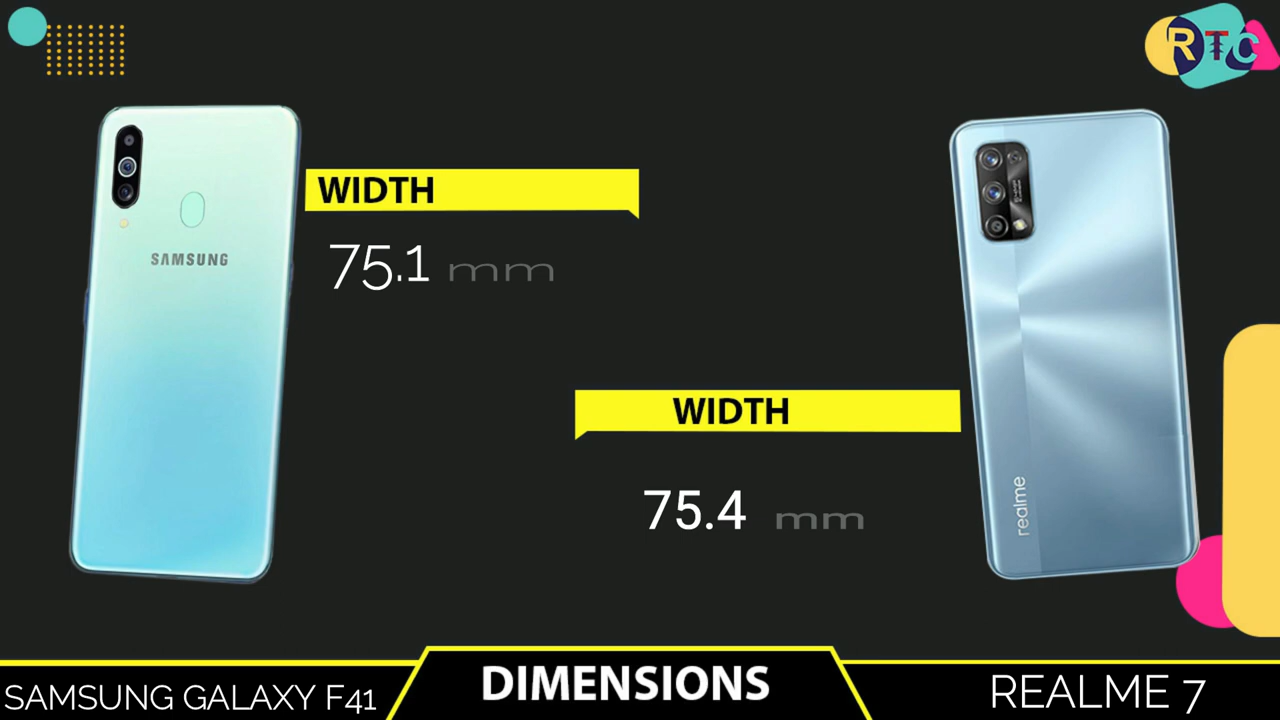 RTC
WIDTH
75.1 mm
SAMSUNG
WIDTH
75.4 mm
realme
DIMENSIONS
SAMSUNG GALAXY F41
REALME 7